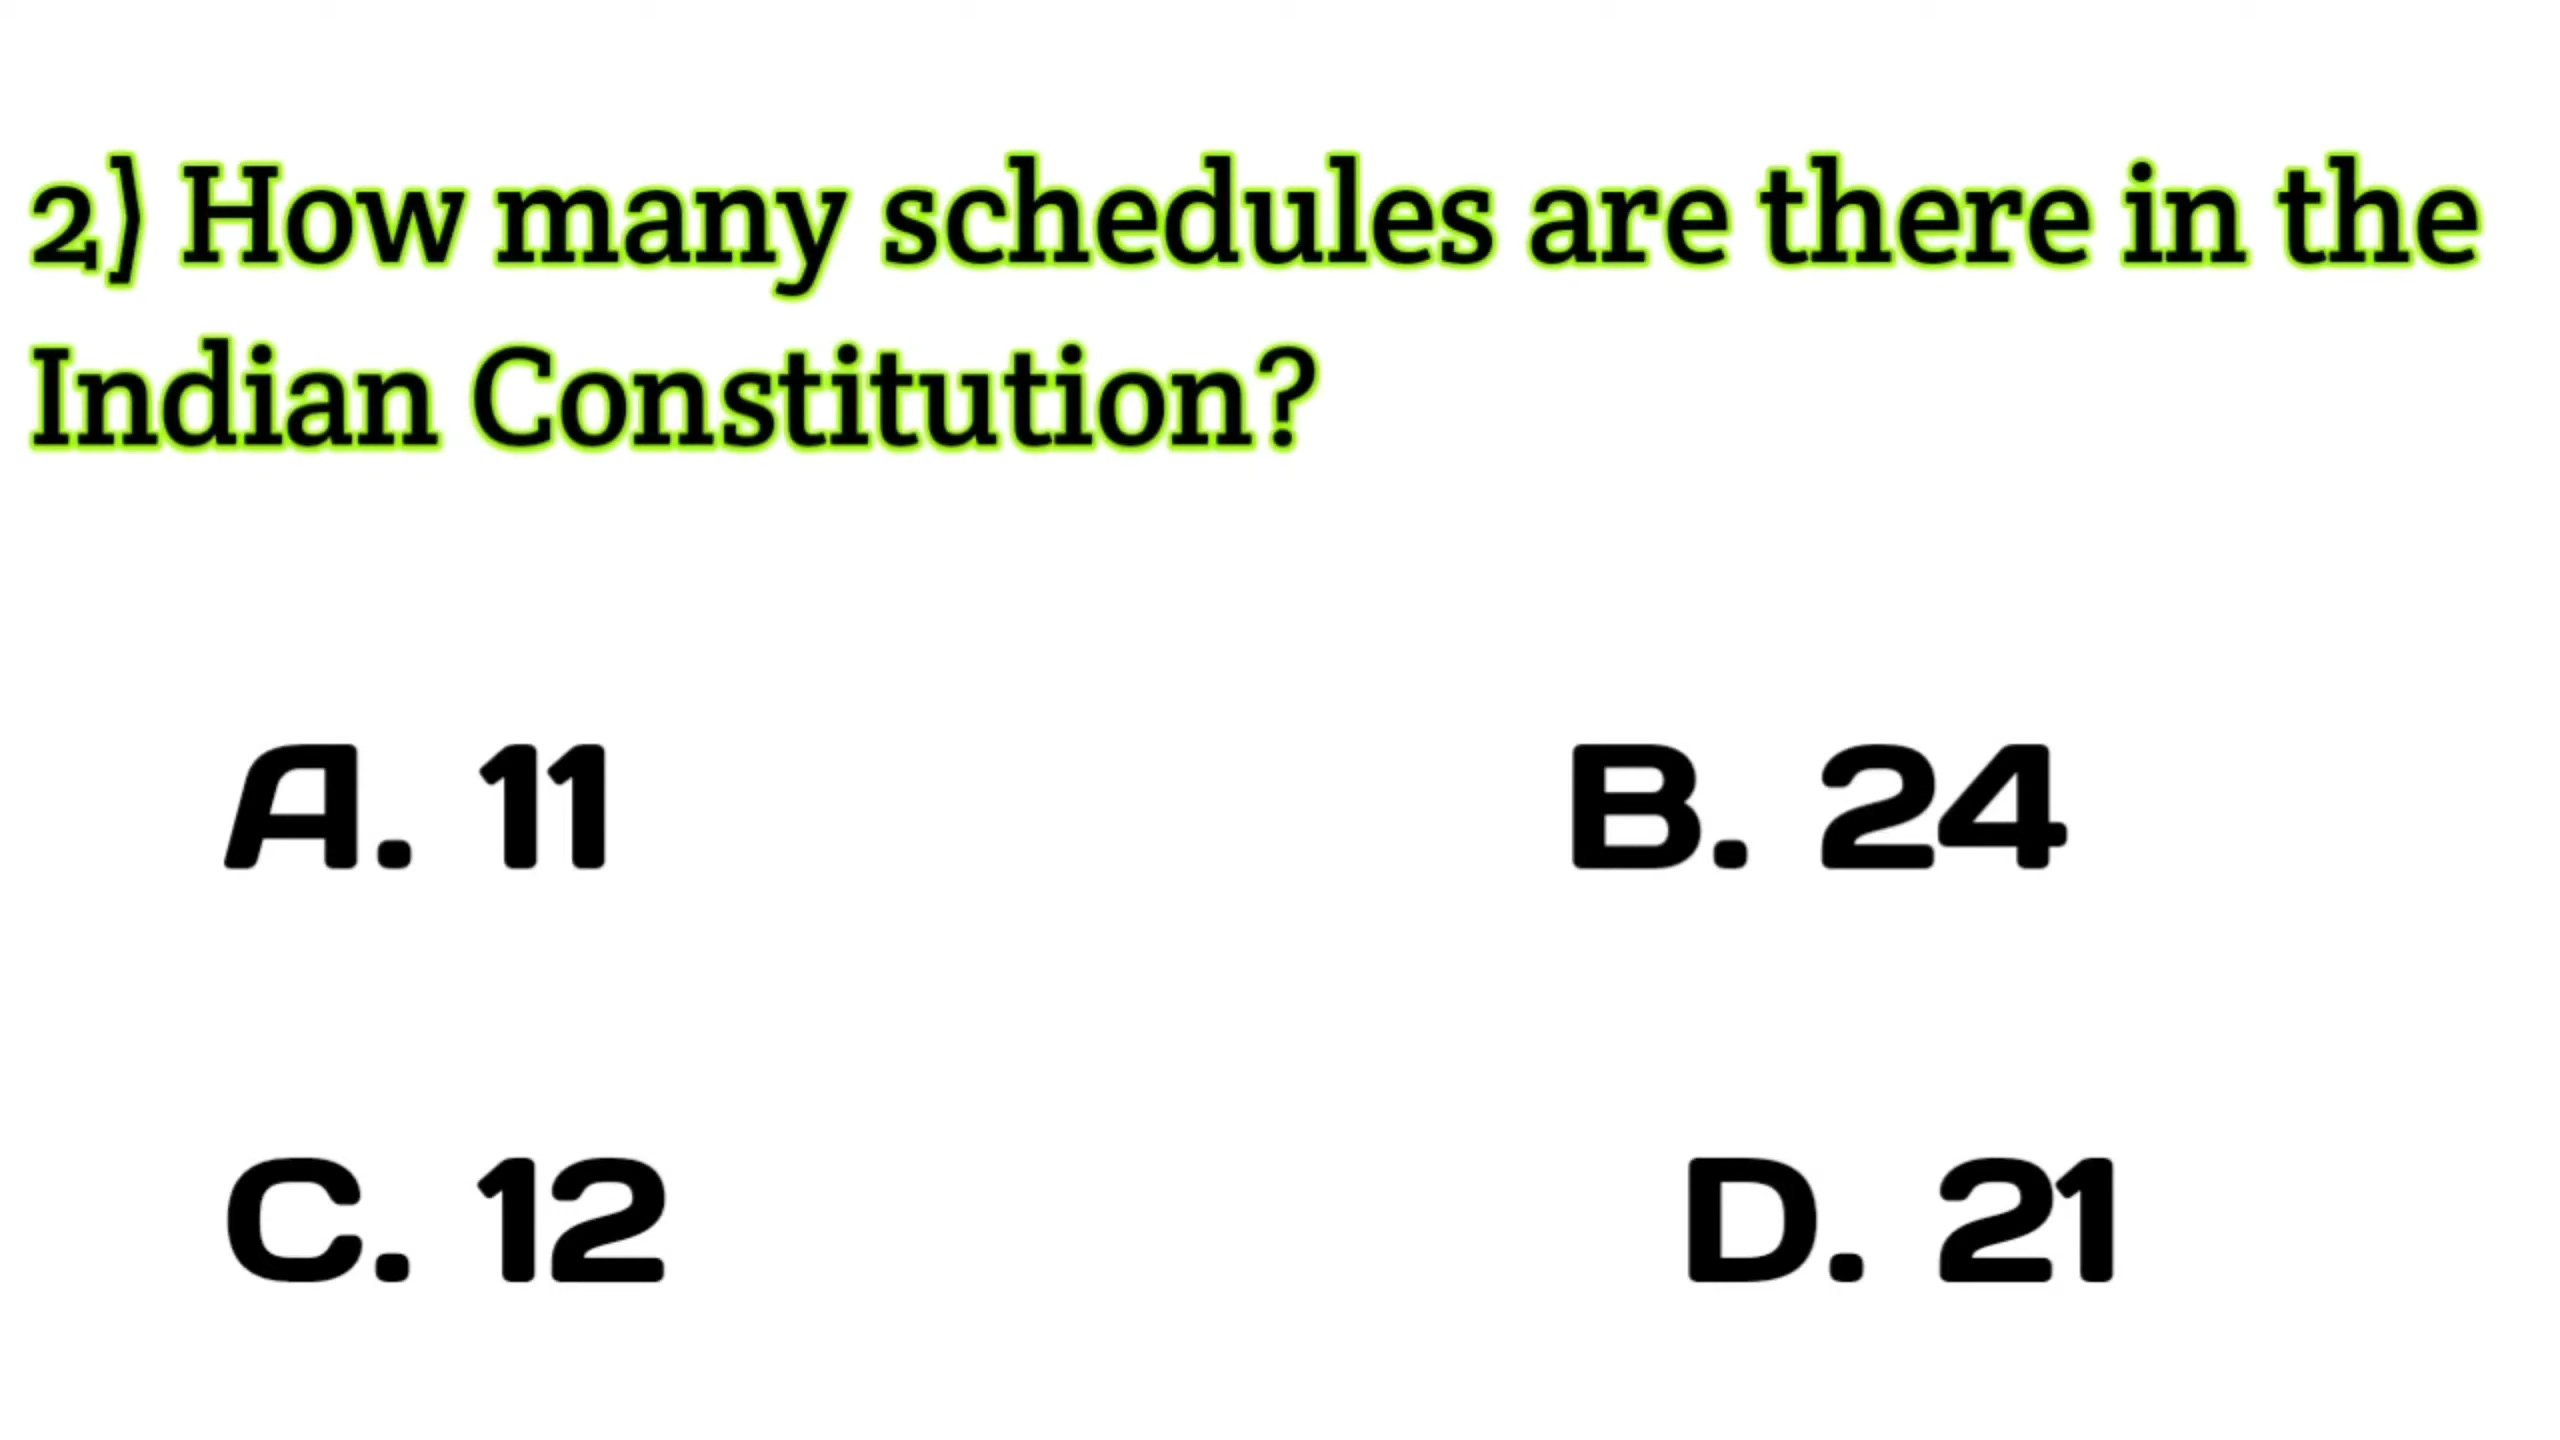 2) How many schedules are there in the
Indian Constitution?
A. 11
B. 24
C. 12
D. 21